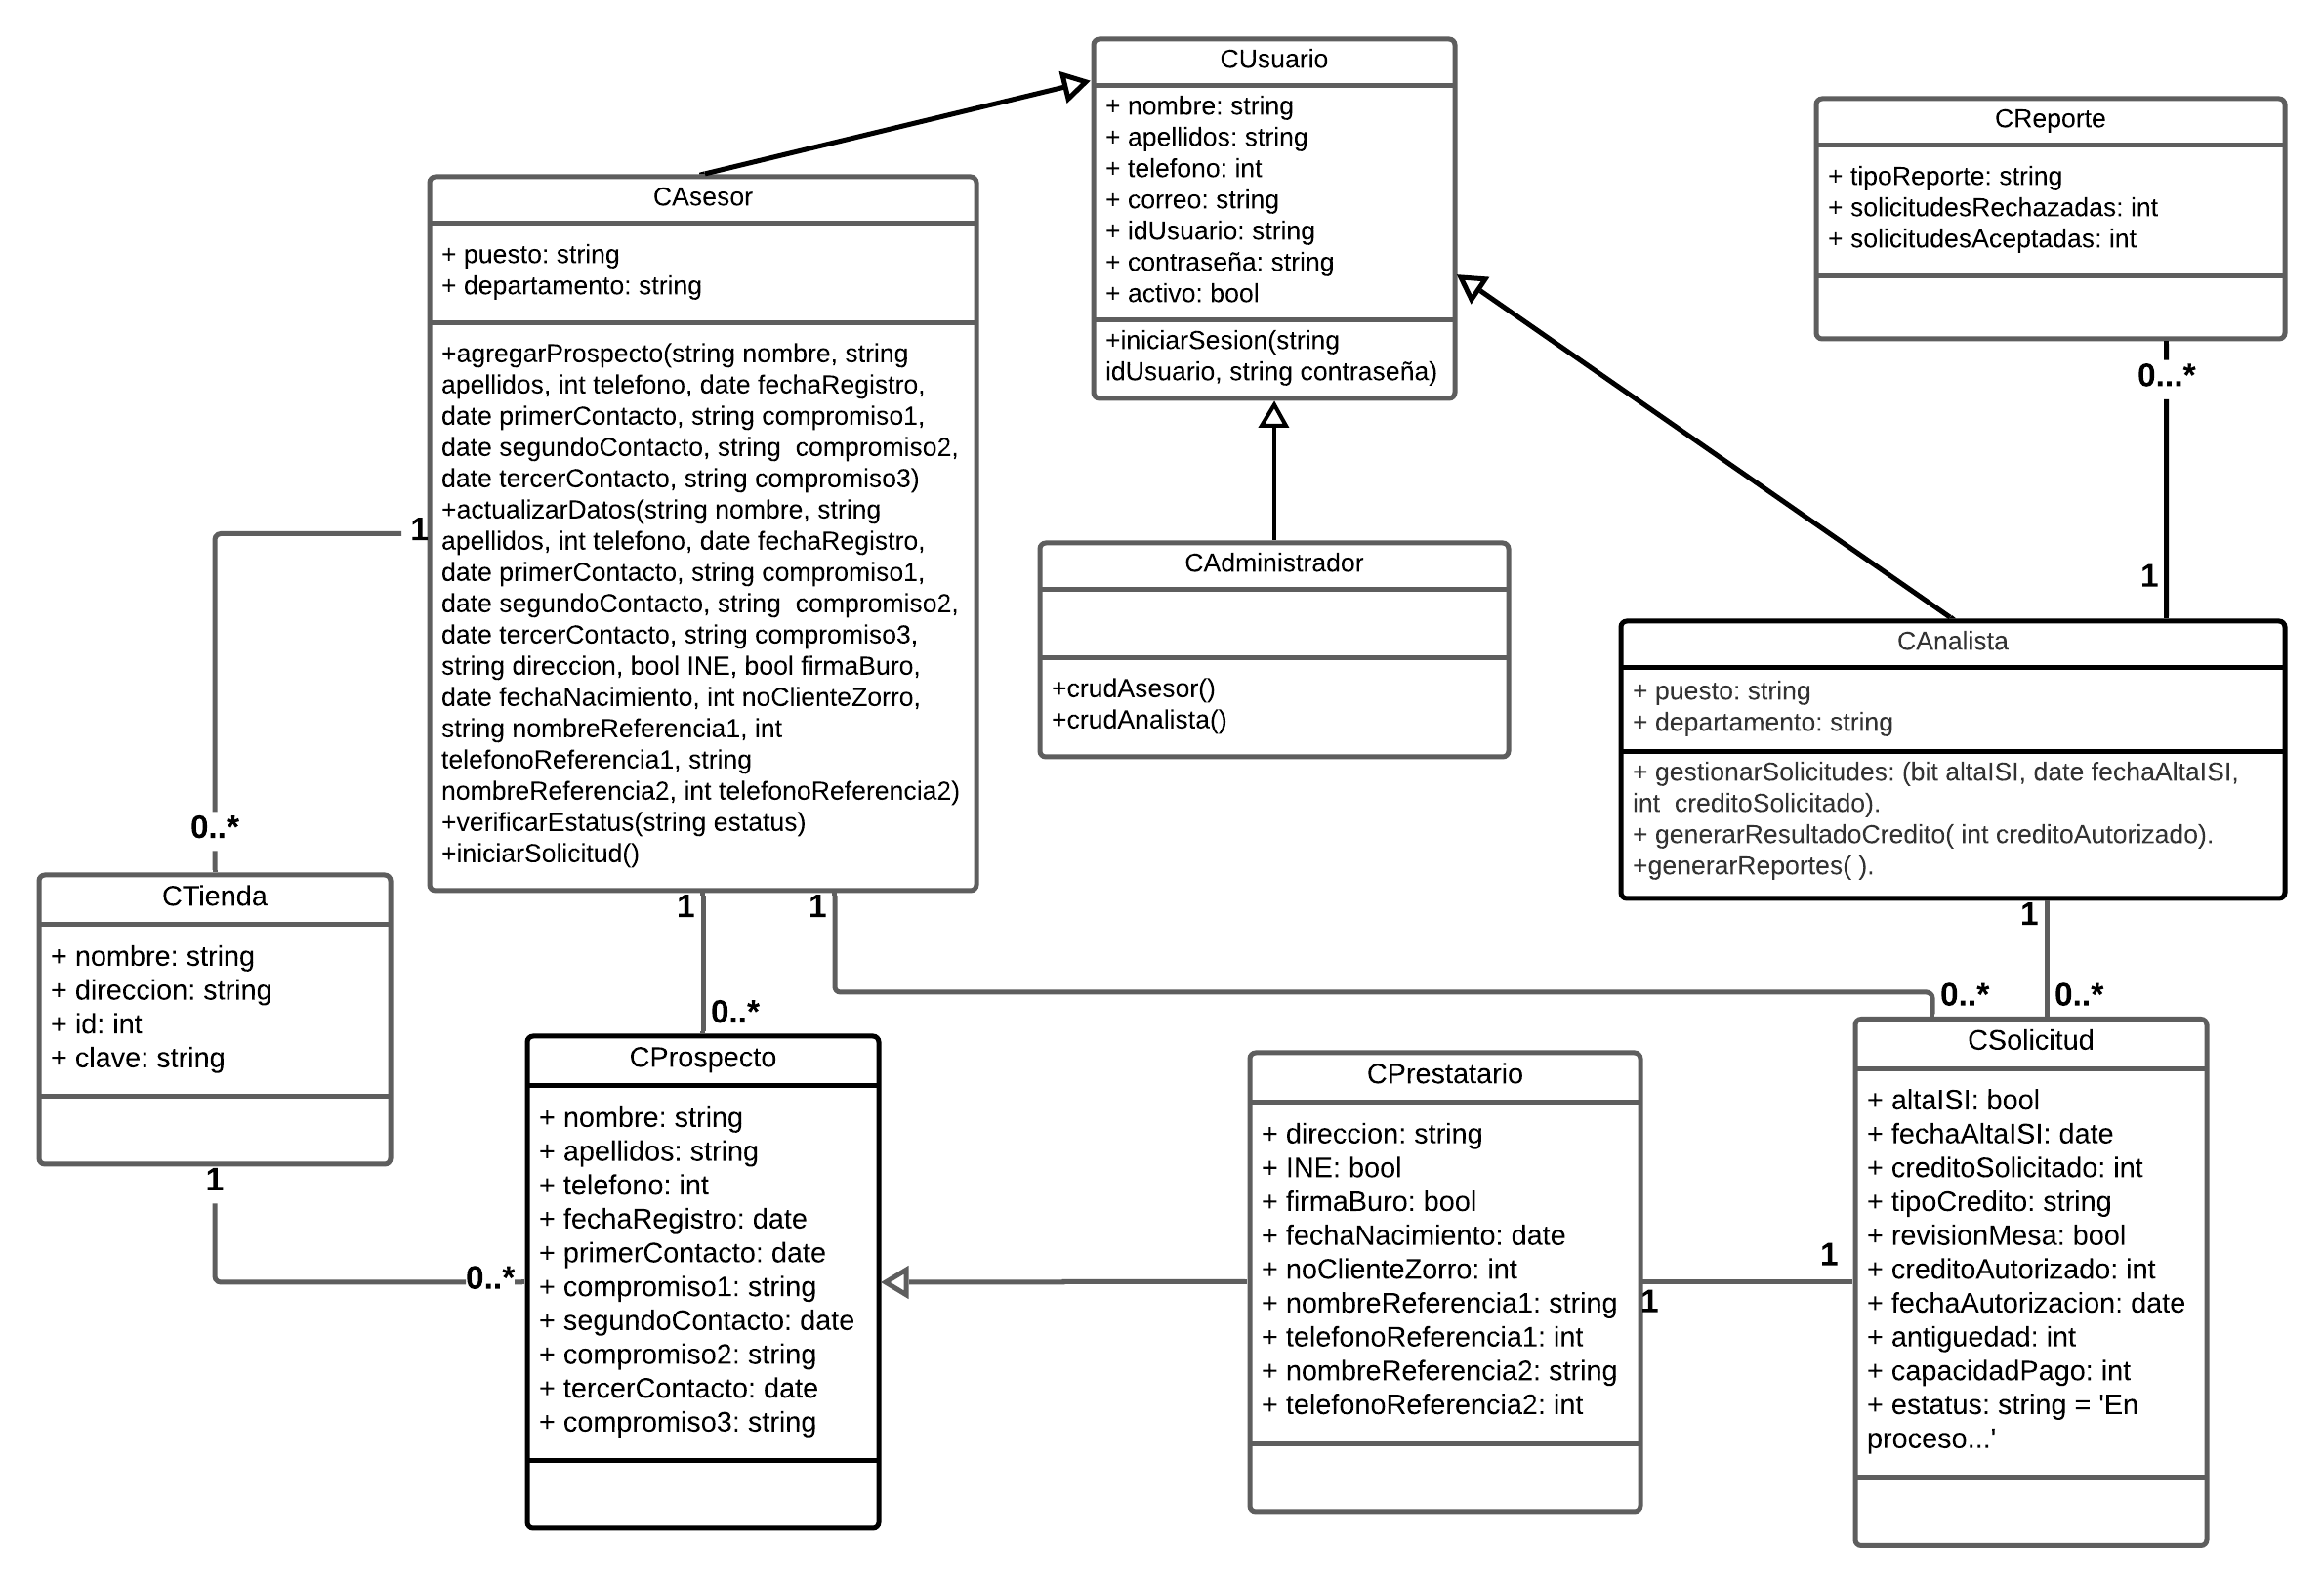 CUsuario
+ nombre: string
+ apellidos: string
+ telefono: int
+ correo: string
+ idUsuario: string
+ contraseña: string
+ activo: bool
+iniciarSesion(string
idUsuario, string contraseña)
CReporte
+ tipoReporte: string
+ solicitudesRechazadas: int
+ solicitudesAceptadas: int
0...*
1
CAsesor
+ puesto: string
+ departamento: string
+agregarProspecto(string nombre, string
apellidos, int telefono, date fechaRegistro,
date primerContacto, string compromiso1,
date segundoContacto, string  compromiso2,
date tercerContacto, string compromiso3)
+actualizarDatos(string nombre, string
apellidos, int telefono, date fechaRegistro,
date primerContacto, string compromiso1,
date segundoContacto, string  compromiso2,
date tercerContacto, string compromiso3,
string direccion, bool INE, bool firmaBuro,
date fechaNacimiento, int noClienteZorro,
string nombreReferencia1, int
telefonoReferencia1, string
nombreReferencia2, int telefonoReferencia2)
+verificarEstatus(string estatus)
+iniciarSolicitud()
1
0..*
CAdministrador
+crudAsesor()
+crudAnalista()
CAnalista
+ puesto: string
+ departamento: string
+ gestionarSolicitudes: (bit altaISI, date fechaAltaISI,
int  creditoSolicitado).
+ generarResultadoCredito( int creditoAutorizado).
+generarReportes( ).
1
1
1
0..*
0..*
0..*
CTienda
+ nombre: string
+ direccion: string
+ id: int
+ clave: string
1
0..*
CProspecto
+ nombre: string
+ apellidos: string
+ telefono: int
+ fechaRegistro: date
+ primerContacto: date
+ compromiso1: string
+ segundoContacto: date
+ compromiso2: string
+ tercerContacto: date
+ compromiso3: string
CPrestatario
+ direccion: string
+ INE: bool
+ firmaBuro: bool
+ fechaNacimiento: date
+ noClienteZorro: int
+ nombreReferencia1: string
+ telefonoReferencia1: int
+ nombreReferencia2: string
+ telefonoReferencia2: int
1
1
CSolicitud
+ altaISI: bool
+ fechaAltaISI: date
+ creditoSolicitado: int
+ tipoCredito: string
+ revisionMesa: bool
+ creditoAutorizado: int
+ fechaAutorizacion: date
+ antiguedad: int
+ capacidadPago: int
+ estatus: string = 'En
proceso...'